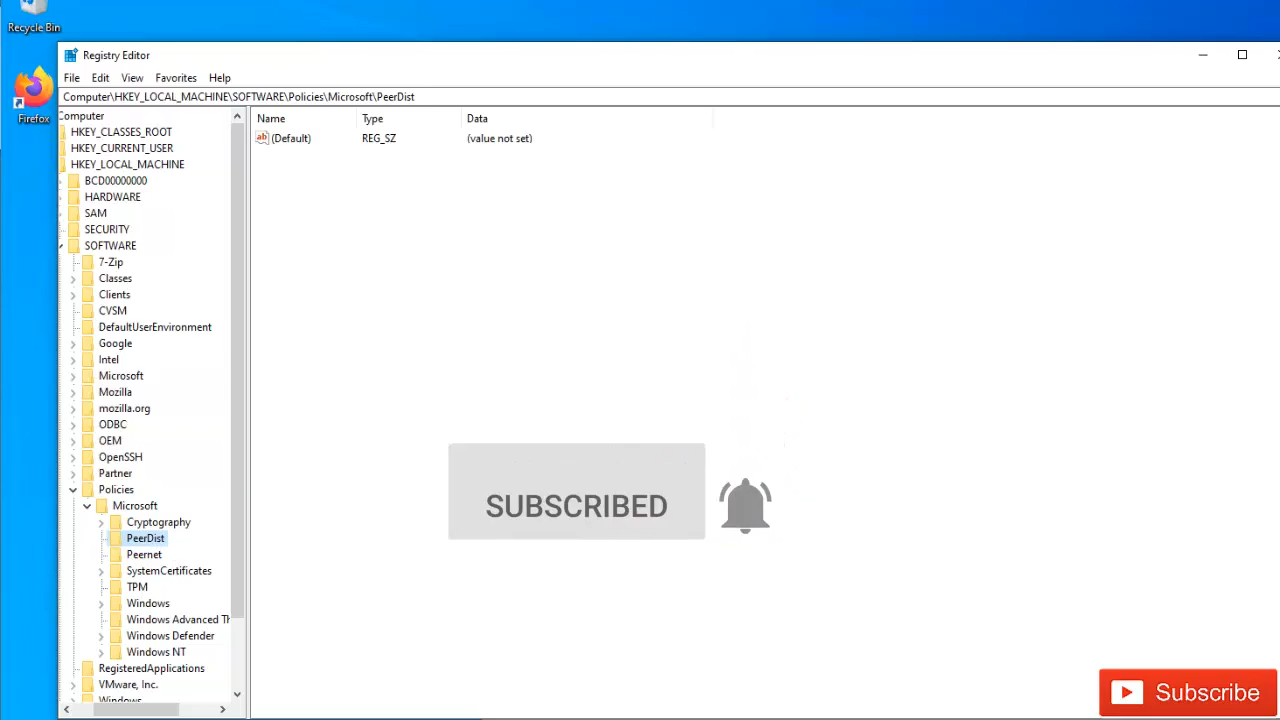 Recycle Bin
Firefox
Registry Editor
File Edit View Favorites Help
Computer\HKEY_LOCAL_MACHINE\SOFTWARE\Policies\Microsoft\PeerDist
Name Type Data
(Default) REG_SZ (value not set)
Computer
HKEY_CLASSES_ROOT
HKEY_CURRENT_USER
HKEY_LOCAL_MACHINE
BCD00000000
HARDWARE
SAM
SECURITY
SOFTWARE
7-Zip
Classes
Clients
CVSM
DefaultUserEnvironment
Google
Intel
Microsoft
Mozilla
mozilla.org
ODBC
OEM
OpenSSH
Partner
Policies
Microsoft
Cryptography
PeerDist
Peernet
SystemCertificates
TPM
Windows
Windows Advanced Th
Windows Defender
Windows NT
RegisteredApplications
VMware, Inc.
Windows
SUBSCRIBED
Subscribe